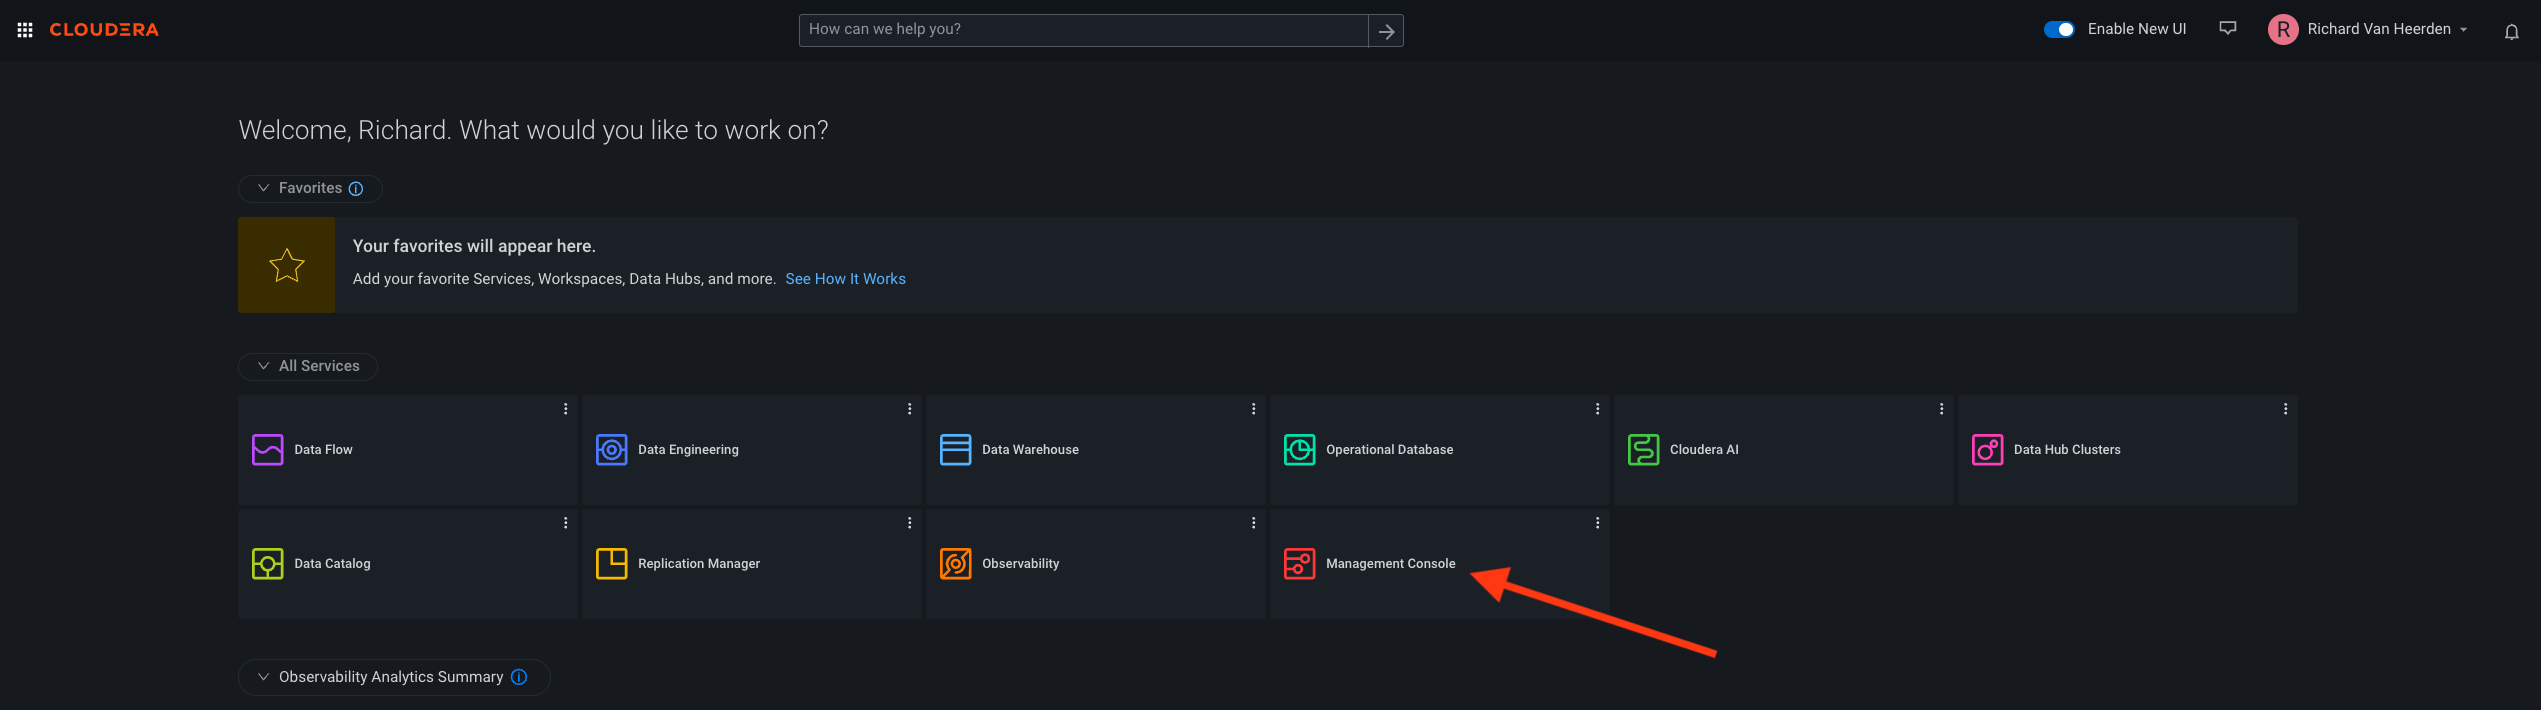 CLOUDERA
How can we help you?
Enable New UI
R
Richard Van Heerden
Welcome, Richard. What would you like to work on?
Favorites
Your favorites will appear here.
Add your favorite Services, Workspaces, Data Hubs, and more. See How It Works
All Services
Data Flow
Data Engineering
Data Warehouse
Operational Database
Cloudera AI
Data Hub Clusters
Data Catalog
Replication Manager
Observability
Management Console
Observability Analytics Summary